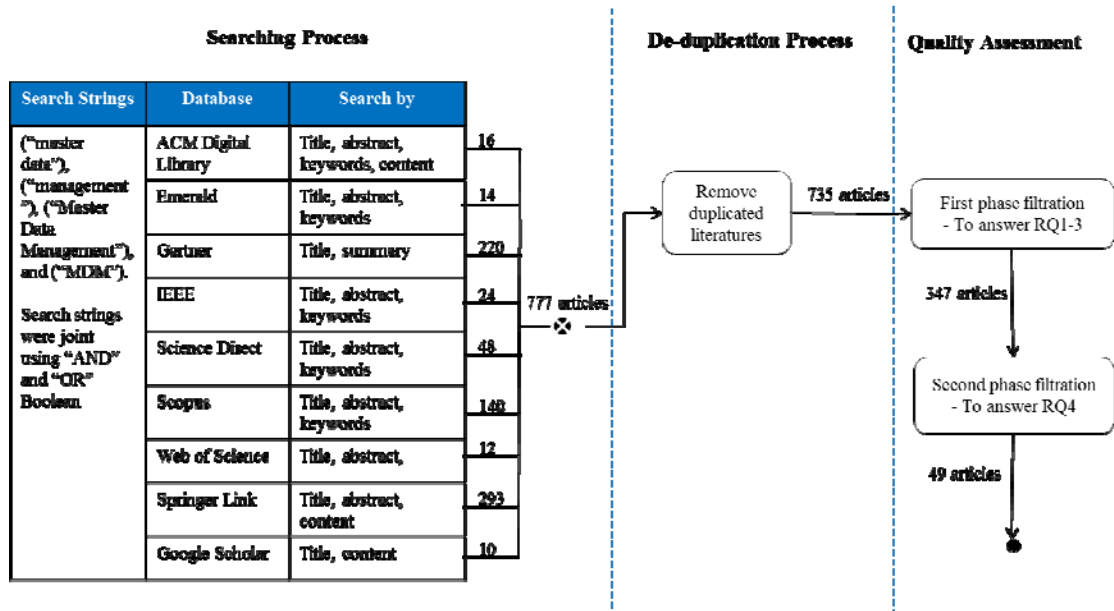 Searching Process
De-duplication Process
Quality Assessment
Search Strings
Database
Search by
("master
data"),
("management
"), ("Master
Data
Management"),
and ("MDM").
Search strings
were joint
using "AND"
and "OR"
Boolean
ACM Digital
Library
Title, abstract,
keywords, content
16
Emerald
Title, abstract,
keywords
14
Gartner
Title, summary
220
IEEE
Title, abstract,
keywords
24
Science Direct
Title, abstract,
keywords
48
Scopus
Title, abstract,
keywords
140
Web of Science
Title, abstract,
12
Springer Link
Title, abstract,
content
293
Google Scholar
Title, content
10
777 articles
Remove
duplicated
literatures
735 articles
First phase filtration
- To answer RQ1-3
347 articles
Second phase filtration
- To answer RQ4
49 articles